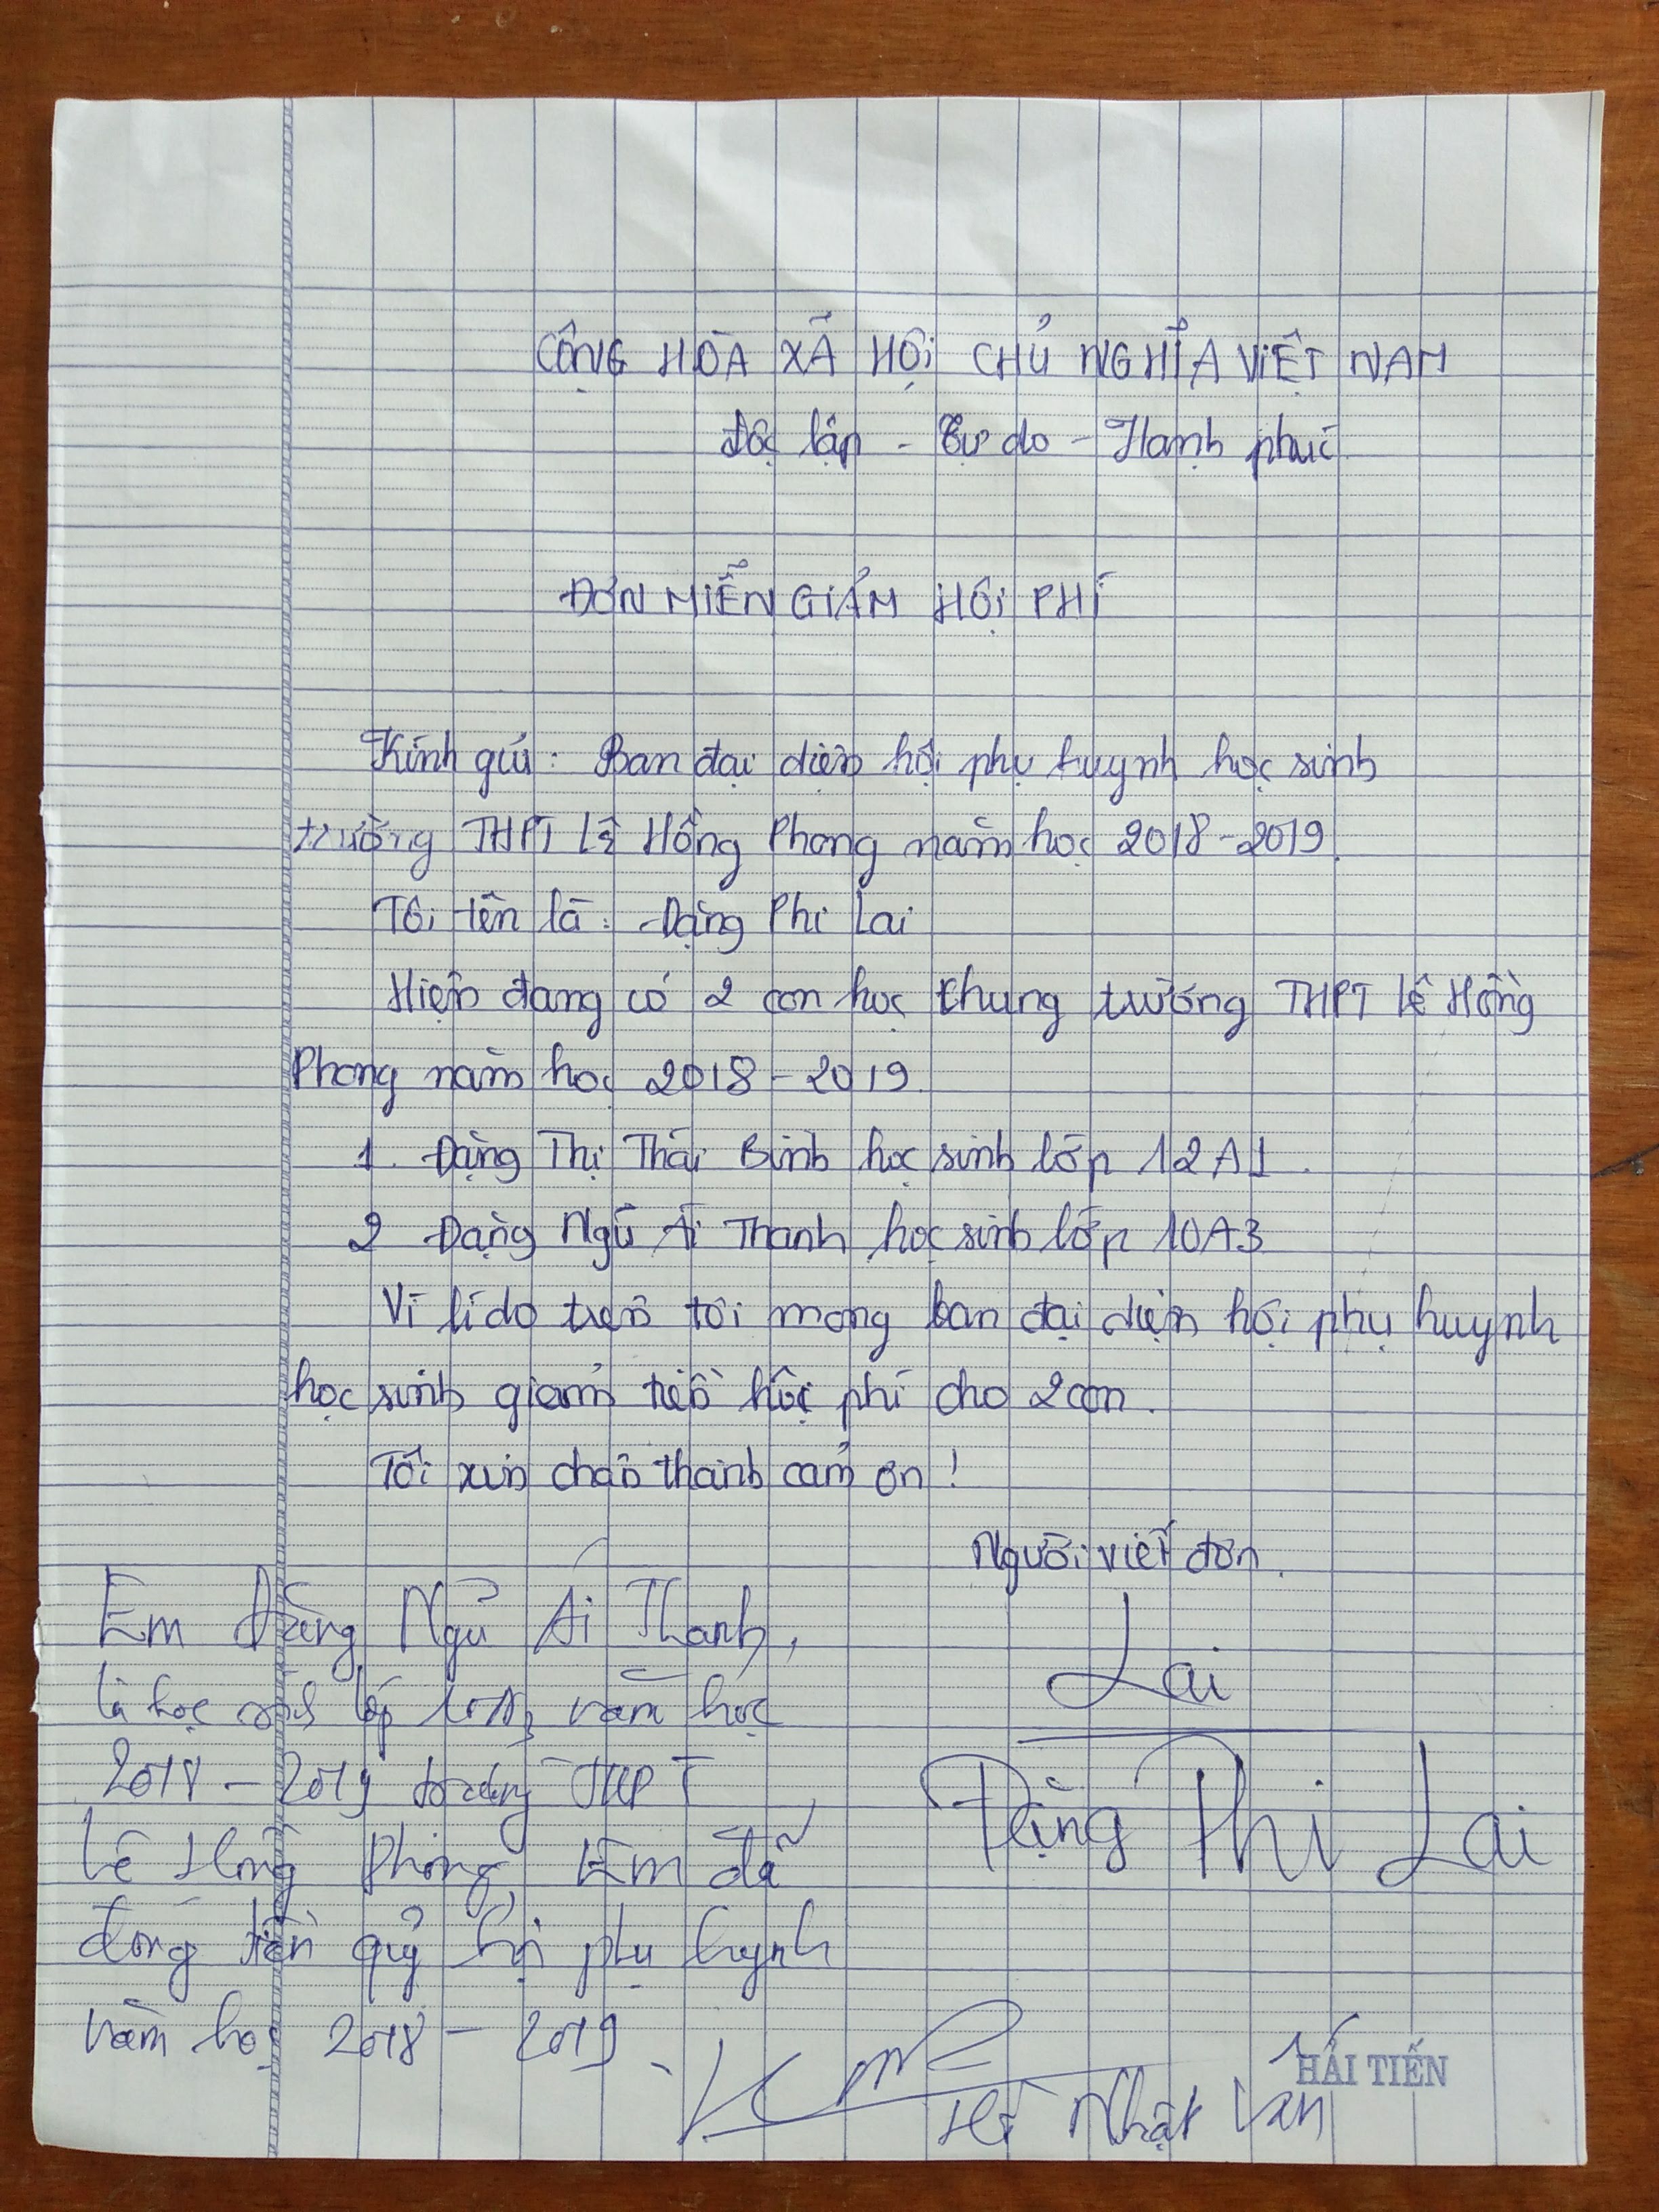 CỘNG HÒA XÃ HỘI CHỦ NGHĨA VIỆT NAM
Độc lập - Tự do - Hạnh phúc
ĐƠN MIỄN GIẢM HỘI PHÍ
Kính gửi: Ban đại diện hội phụ huynh học sinh
trường THPT Lê Hồng Phong năm học 2018-2019.
Tôi tên là: Đặng Phi Lai
Hiện đang có 2 con học chung trường THPT Lê Hồng
Phong năm học 2018-2019.
1. Đặng Thị Thái Bình học sinh lớp 12A1.
2 Đặng Ngũ Ái Thanh học sinh lớp 10A3
Vì lí do trên tôi mong ban đại diện hội phụ huynh
học sinh giảm tiền học phí cho 2 con.
Tôi xin chân thành cảm ơn!
Người viết đơn.
Lai
Đặng Phi Lai
Em Đặng Ngũ Ái Thanh,
là học sinh lớp 10A3 năm học
2018-2019 trường THPT
Lê Hồng Phong Em đã
đóng tiền quỹ hội phụ huynh
năm học 2018-2019.
Nhật Văn
HẢI TIẾN